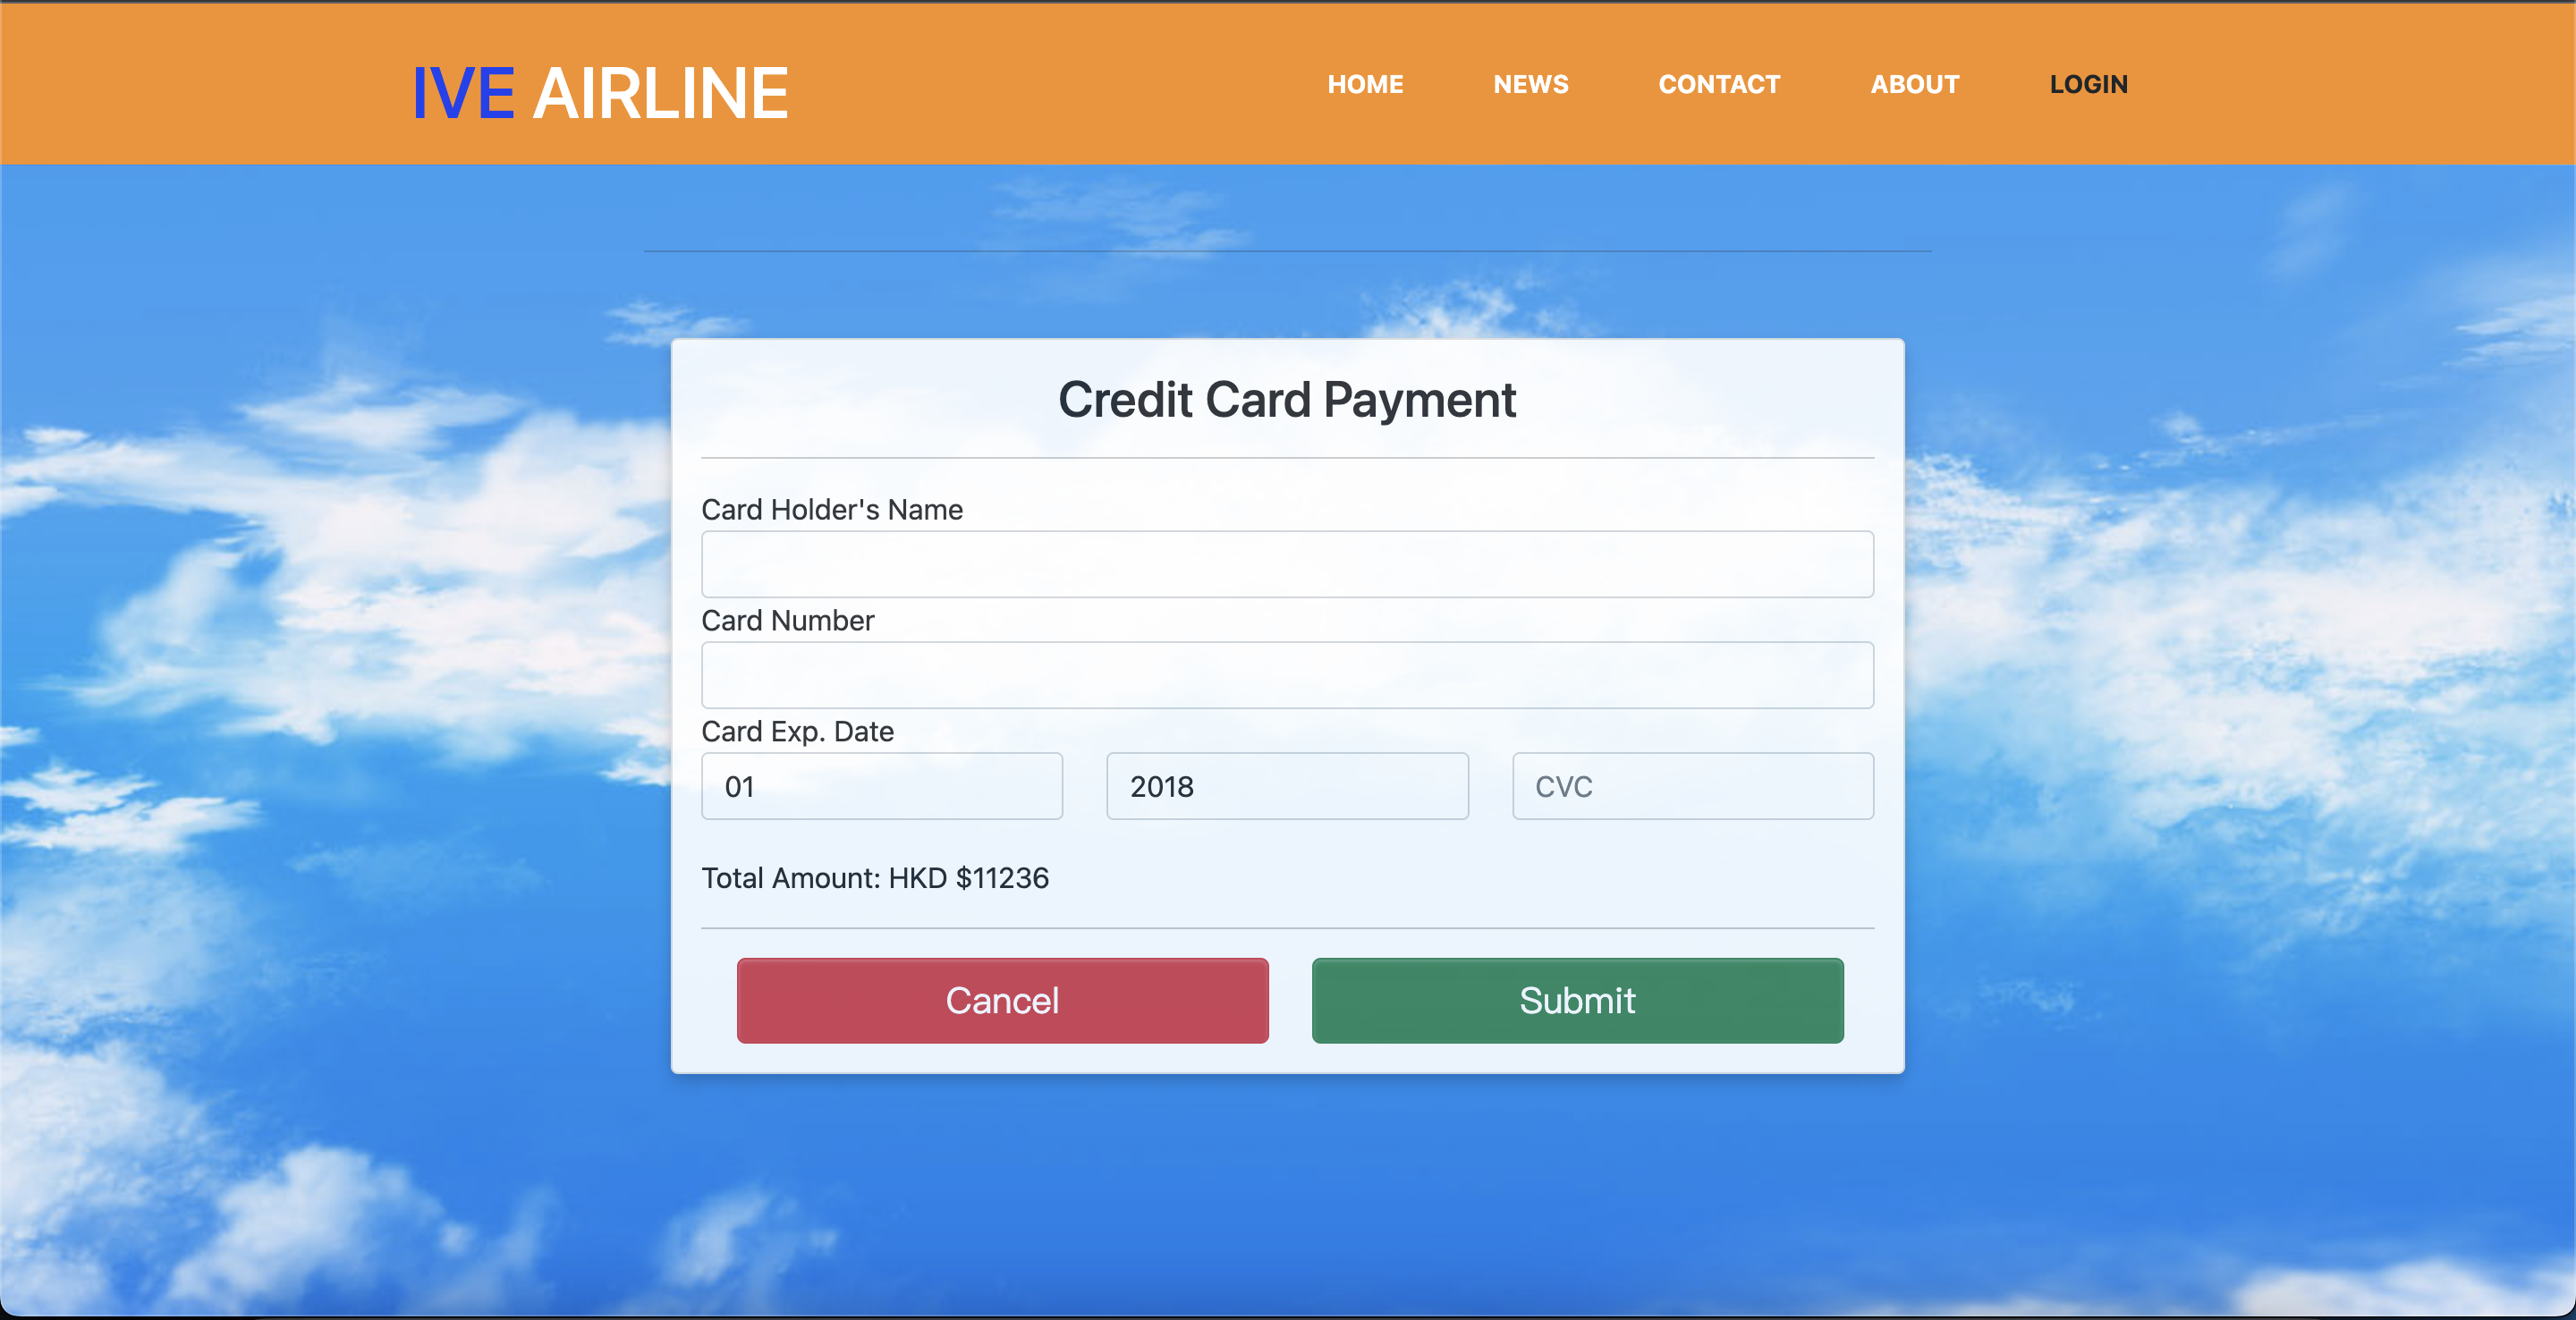 IVE AIRLINE
HOME NEWS CONTACT ABOUT LOGIN
Credit Card Payment
Card Holder's Name
Card Number
Card Exp. Date
01 2018 CVC
Total Amount: HKD $11236
Cancel Submit